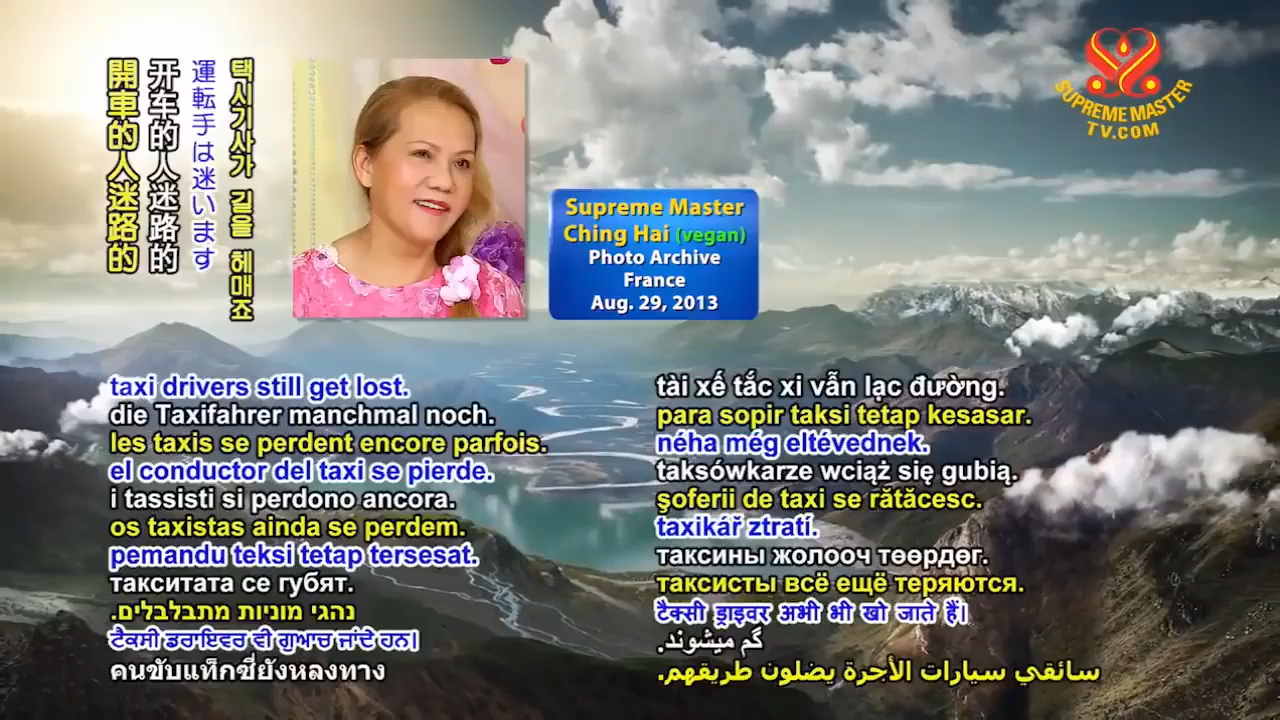 開車的人迷路的
开车的人迷路的
運転手は迷います
택시기사가 길을 헤매죠
SUPREME MASTER
TV.COM
Supreme Master
Ching Hai (vegan)
Photo Archive
France
Aug. 29, 2013
taxi drivers still get lost.
die Taxifahrer manchmal noch.
les taxis se perdent encore parfois.
el conductor del taxi se pierde.
i tassisti si perdono ancora.
os taxistas ainda se perdem.
pemandu teksi tetap tersesat.
такситата се губят.
נהגי מוניות מתבלבלים.
ਟੈਕਸੀ ਡਰਾਇਵਰ ਵੀ ਗੁਆਚ ਜਾਂਦੇ ਹਨ।
คนขับแท็กซี่ยังหลงทาง
tài xế tắc xi vẫn lạc đường.
para sopir taksi tetap kesasar.
néha még eltévednek.
taksówkarze wciąż się gubią.
şoferii de taxi se rătăcesc.
taxikář ztratí.
таксины жолооч төөрдөг.
таксисты всё ещё теряются.
टैक्सी ड्राइवर अभी भी खो जाते हैं।
گم میشوند.
سائقي سيارات الأجرة يضلون طريقهم.